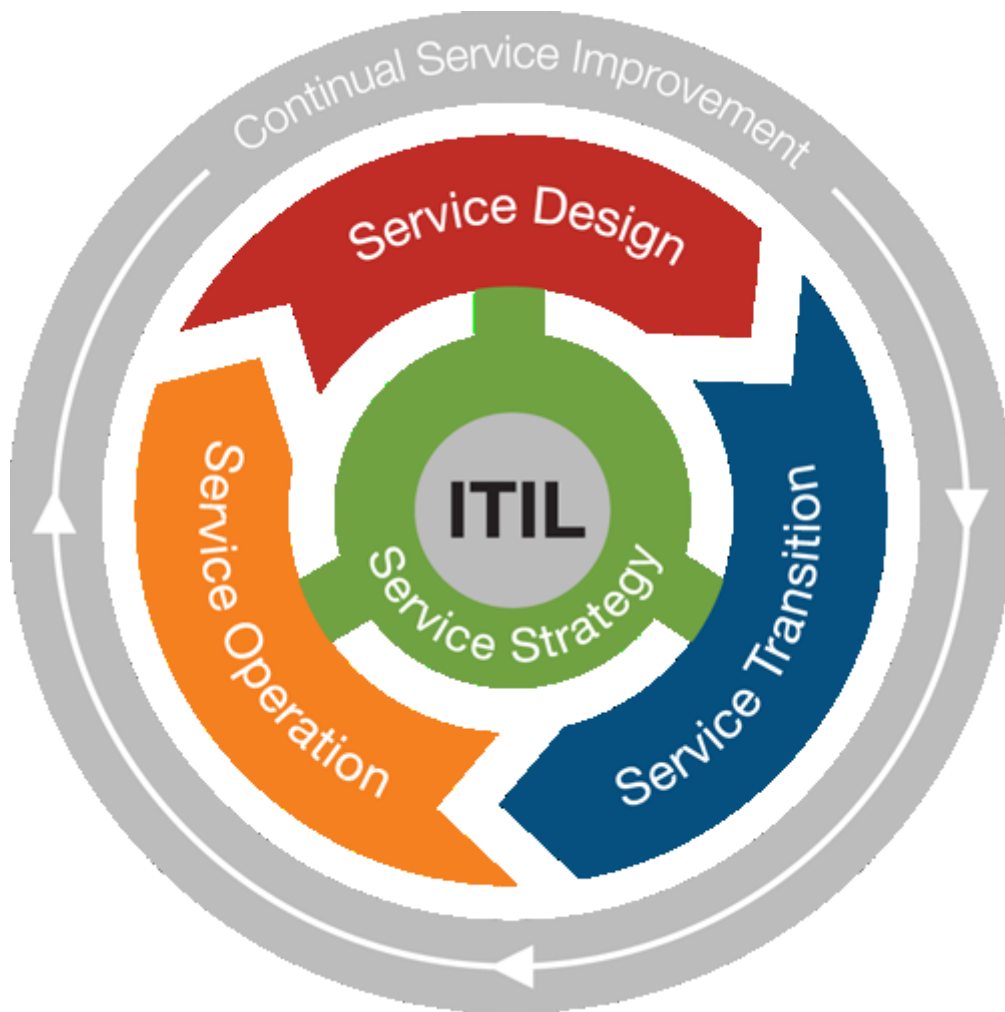 Continual Service Improvement
Service Design
Service Transition
Service Operation
Service Strategy
ITIL